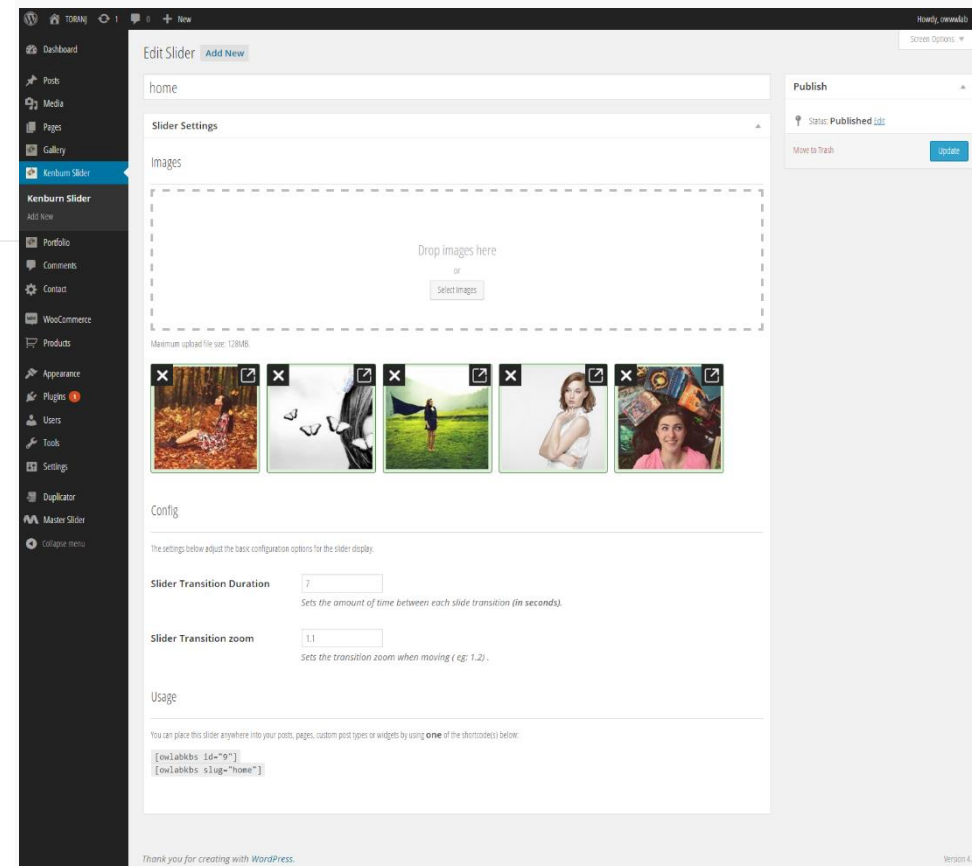 TORANJ 1 0 + New Howdy, owwwlab
Screen Options
Dashboard
Posts
Media
Pages
Gallery
Kenburn Slider
Kenburn Slider
Add New
Portfolio
Comments
Contact
WooCommerce
Products
Appearance
Plugins 1
Users
Tools
Settings
Duplicator
Master Slider
Collapse menu
Edit Slider Add New
home
Slider Settings
Images
Drop images here
or
Select Images
Maximum upload file size: 128MB.
Config
The settings below adjust the basic configuration options for the slider display.
Slider Transition Duration 7
Sets the amount of time between each slide transition (in seconds).
Slider Transition zoom 1.1
Sets the transition zoom when moving ( eg: 1.2) .
Usage
You can place this slider anywhere into your posts, pages, custom post types or widgets by using one of the shortcode(s) below:
[owlabkbs id="9"]
[owlabkbs slug="home"]
Publish
Status: Published Edit
Move to Trash Update
Thank you for creating with WordPress. Version 4.